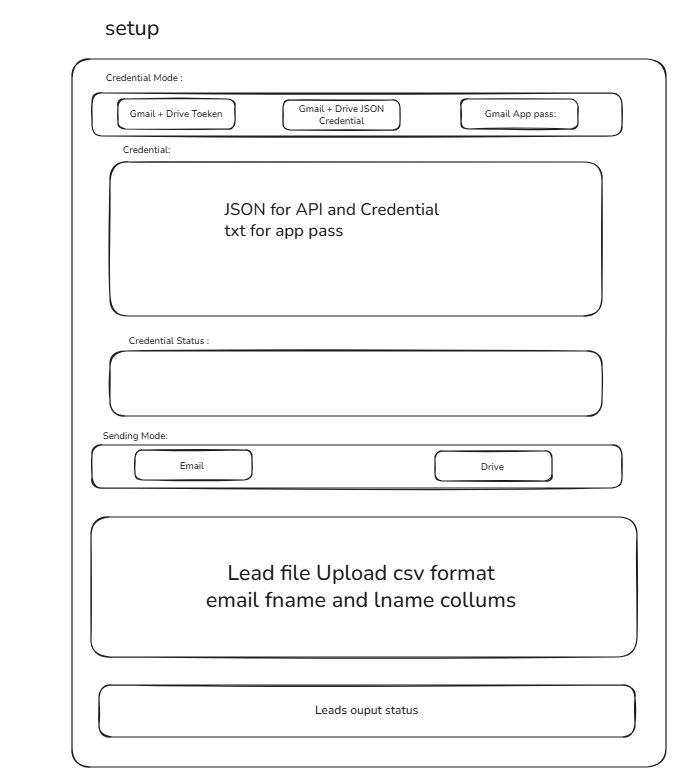 setup
Credential Mode :
Gmail + Drive Toeken
Gmail + Drive JSON
Credential
Gmail App pass:
Credential:
JSON for API and Credential
txt for app pass
Credential Status :
Sending Mode:
Email
Drive
Lead file Upload csv format
email fname and lname collums
Leads ouput status